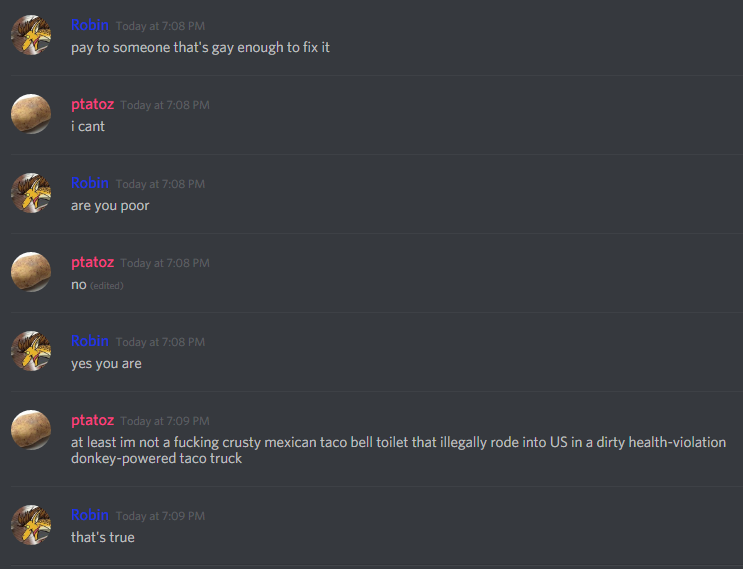 Robin Today at 7:08 PM
pay to someone that's gay enough to fix it
ptatoz Today at 7:08 PM
i cant
Robin Today at 7:08 PM
are you poor
ptatoz Today at 7:08 PM
no (edited)
Robin Today at 7:08 PM
yes you are
ptatoz Today at 7:09 PM
at least im not a fucking crusty mexican taco bell toilet that illegally rode into US in a dirty health-violation
donkey-powered taco truck
Robin Today at 7:09 PM
that's true